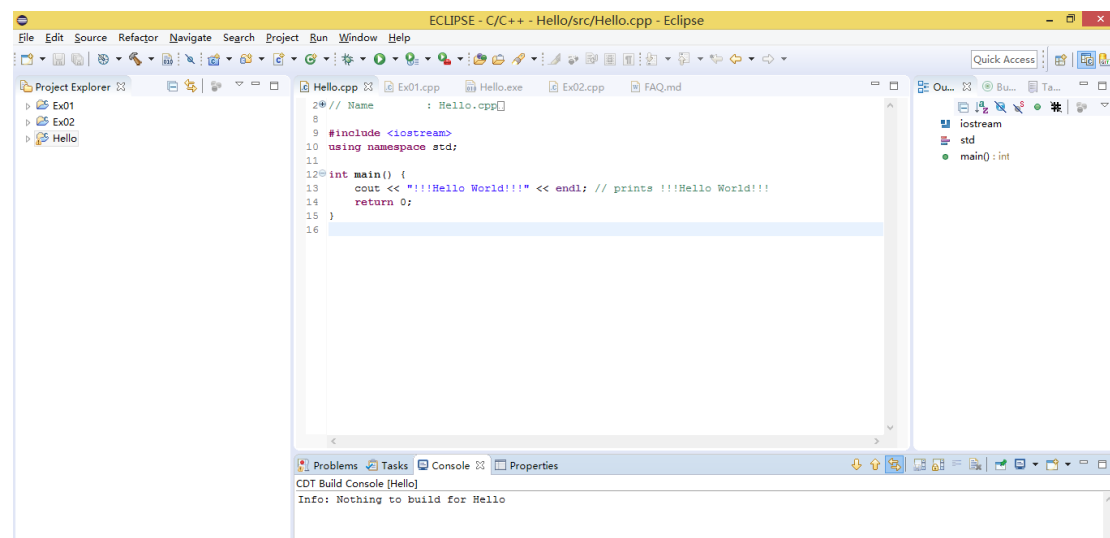 ECLIPSE - C/C++ - Hello/src/Hello.cpp - Eclipse
File Edit Source Refactor Navigate Search Project Run Window Help
Quick Access
Project Explorer
Ex01
Ex02
Hello
Hello.cpp Ex01.cpp Hello.exe Ex02.cpp FAQ.md
2 // Name : Hello.cpp
8
9 #include <iostream>
10 using namespace std;
11
12 int main() {
13 cout << "!!!Hello World!!!" << endl; // prints !!!Hello World!!!
14 return 0;
15 }
16
Ou... Bu... Ta...
iostream
std
main() : int
Problems Tasks Console Properties
CDT Build Console [Hello]
Info: Nothing to build for Hello